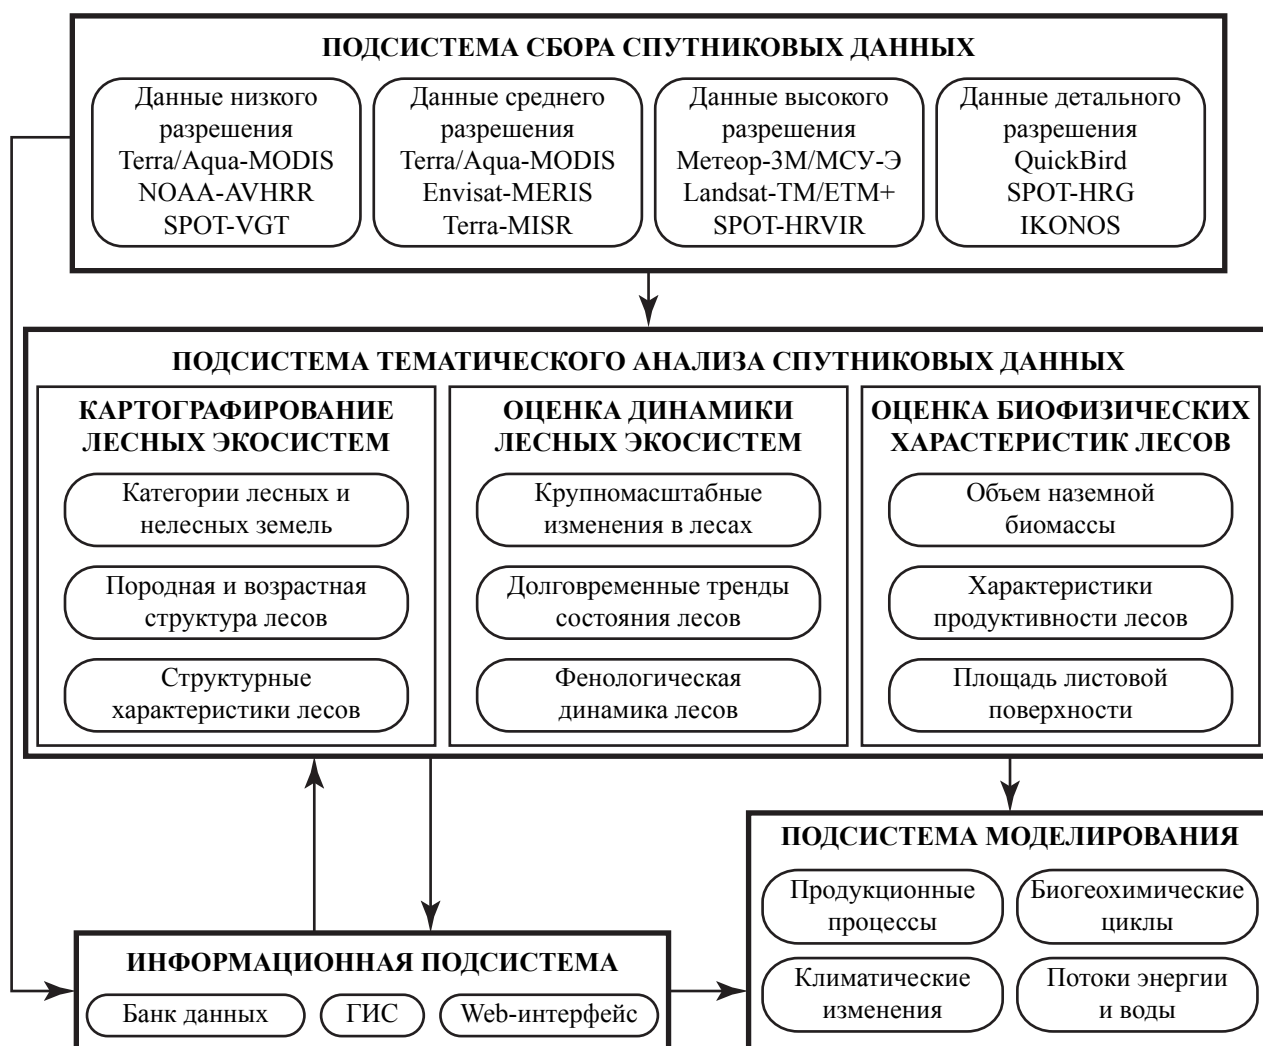 ПОДСИСТЕМА СБОРА СПУТНИКОВЫХ ДАННЫХ
Данные низкого
разрешения
Terra/Aqua-MODIS
NOAA-AVHRR
SPOT-VGT
Данные среднего
разрешения
Terra/Aqua-MODIS
Envisat-MERIS
Terra-MISR
Данные высокого
разрешения
Метеор-3М/МСУ-Э
Landsat-TM/ETM+
SPOT-HRVIR
Данные детального
разрешения
QuickBird
SPOT-HRG
IKONOS
ПОДСИСТЕМА ТЕМАТИЧЕСКОГО АНАЛИЗА СПУТНИКОВЫХ ДАННЫХ
КАРТОГРАФИРОВАНИЕ
ЛЕСНЫХ ЭКОСИСТЕМ
Категории лесных и
нелесных земель
Породная и возрастная
структура лесов
Структурные
характеристики лесов
ОЦЕНКА ДИНАМИКИ
ЛЕСНЫХ ЭКОСИСТЕМ
Крупномасштабные
изменения в лесах
Долговременные тренды
состояния лесов
Фенологическая
динамика лесов
ОЦЕНКА БИОФИЗИЧЕСКИХ
ХАРАСТЕРИСТИК ЛЕСОВ
Объем наземной
биомассы
Характеристики
продуктивности лесов
Площадь листовой
поверхности
ИНФОРМАЦИОННАЯ ПОДСИСТЕМА
Банк данных
ГИС
Web-интерфейс
ПОДСИСТЕМА МОДЕЛИРОВАНИЯ
Продукционные
процессы
Биогеохимические
циклы
Климатические
изменения
Потоки энергии
и воды